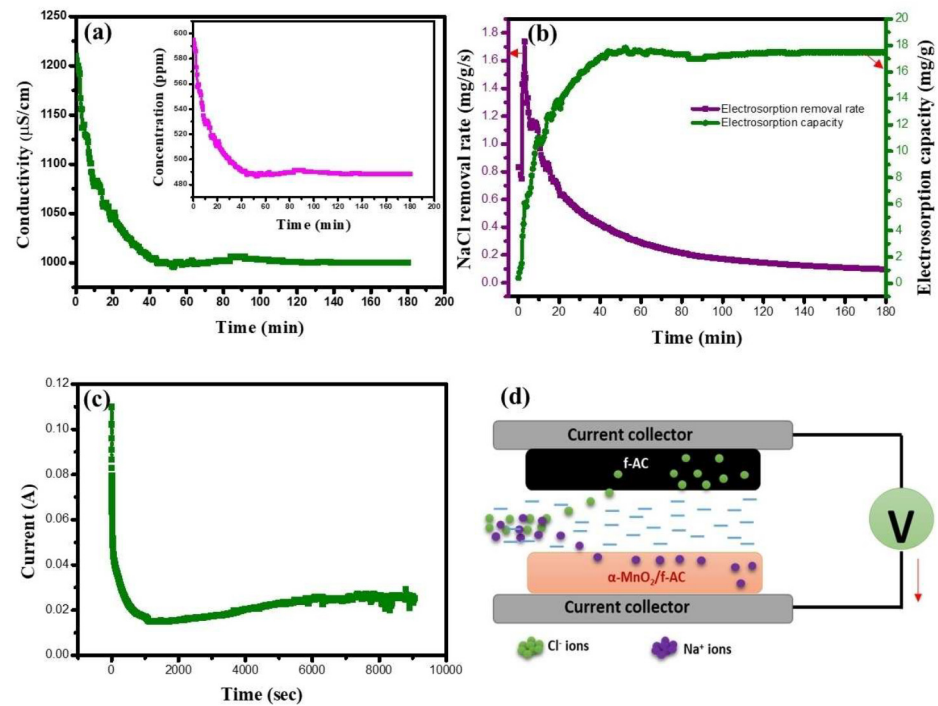 (a)
Conductivity (µS/cm)
1250
1200
1150
1100
1050
1000
950
0 20 40 60 80 100 120 140 160 180 200
Time (min)
Concentration (ppm)
600
580
560
540
520
500
480
0 20 40 60 80 100 120 140 160 180 200
Time (min)
(b)
NaCl removal rate (mg/g/s)
1.8
1.6
1.4
1.2
1.0
0.8
0.6
0.4
0.2
0.0
Electrosorption removal rate
Electrosorption capacity
20
18
16
14
12
10
8
6
4
2
0
Electrosorption capacity (mg/g)
0 20 40 60 80 100 120 140 160 180
Time (min)
(c)
Current (A)
0.12
0.10
0.08
0.06
0.04
0.02
0.00
0 2000 4000 6000 8000 10000
Time (sec)
(d)
Current collector
f-AC
V
α-MnO₂/f-AC
Current collector
Cl⁻ ions
Na⁺ ions